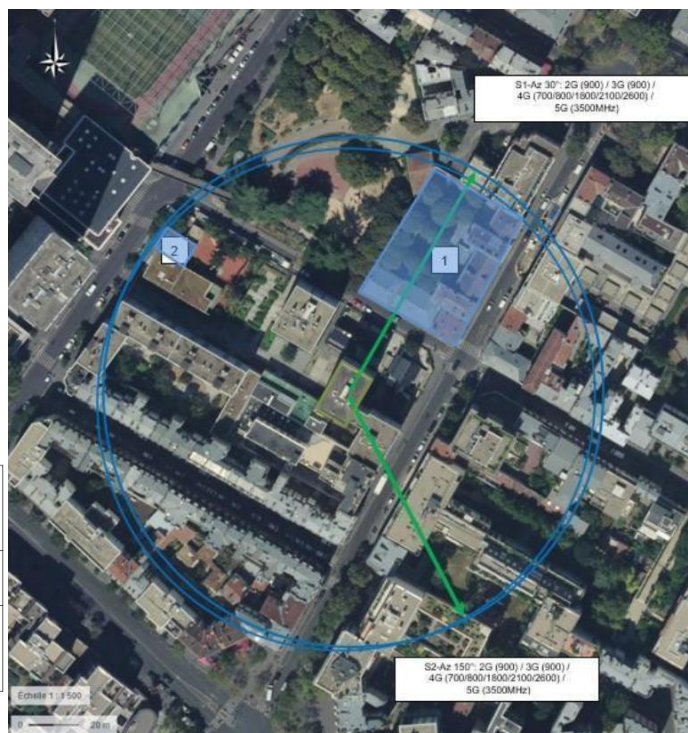 S1-Az 30°: 2G (900) / 3G (900) /
4G (700/800/1800/2100/2600) /
5G (3500MHz)
2
1
S2-Az 150°: 2G (900) / 3G (900) /
4G (700/800/1800/2100/2600) /
5G (3500MHz)
Échelle 1 : 1 500
0 20 m